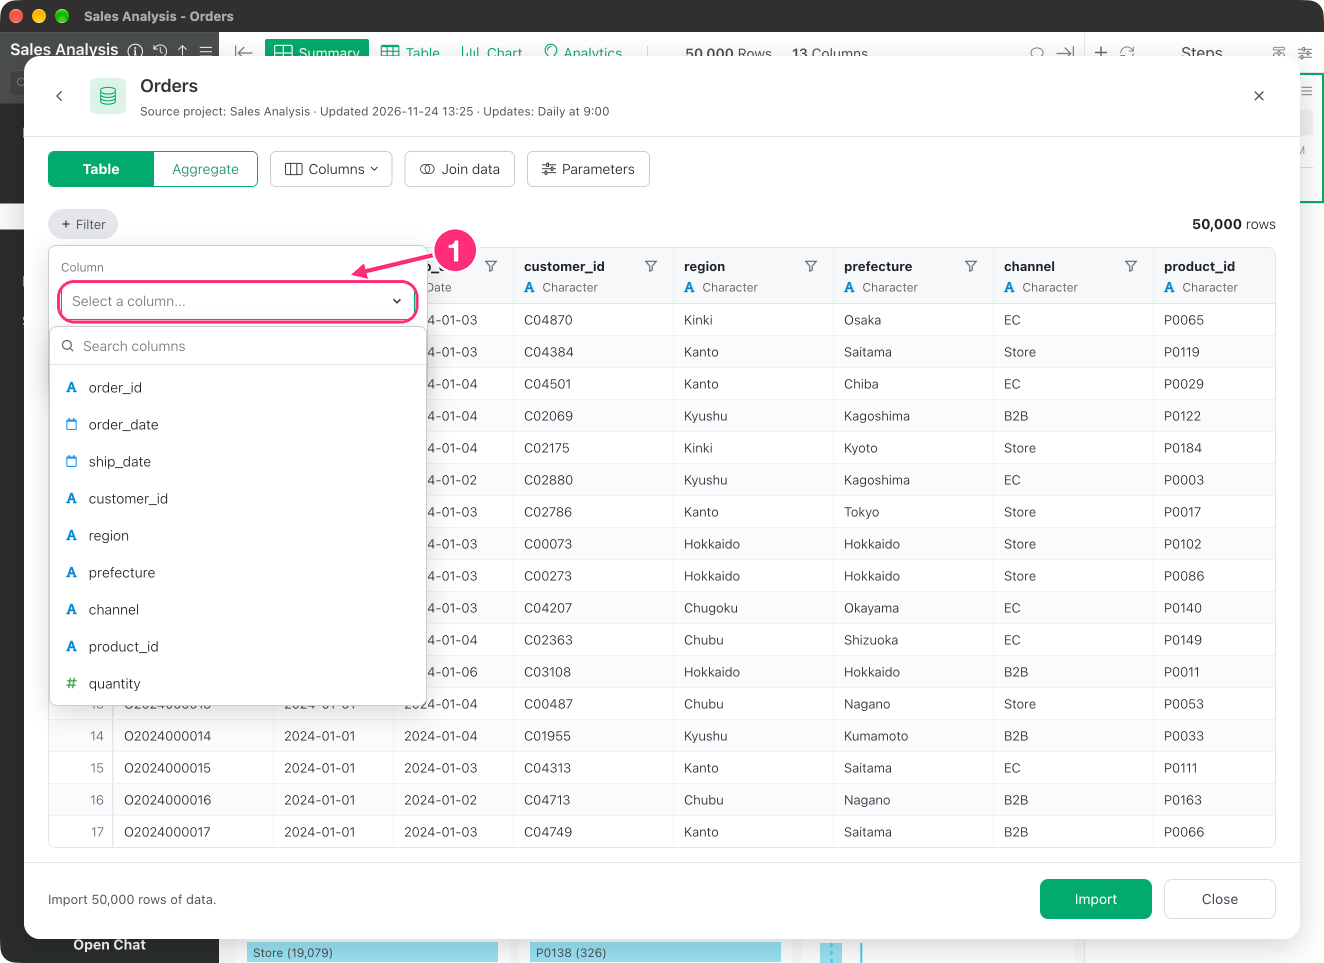 Sales Analysis - Orders
Sales Analysis
Summary
Table
Chart
Analytics
50,000 Rows
13 Columns
Steps
Orders
Source project: Sales Analysis · Updated 2026-11-24 13:25 · Updates: Daily at 9:00
Table
Aggregate
Columns
Join data
Parameters
+ Filter
50,000 rows
1
Column
Select a column...
Search columns
order_id
order_date
ship_date
customer_id
region
prefecture
channel
product_id
quantity
customer_id region prefecture channel product_id
Date A Character A Character A Character A Character A Character
4-01-03 C04870 Kinki Osaka EC P0065
4-01-03 C04384 Kanto Saitama Store P0119
4-01-04 C04501 Kanto Chiba EC P0029
4-01-04 C02069 Kyushu Kagoshima B2B P0122
4-01-04 C02175 Kinki Kyoto Store P0184
4-01-02 C02880 Kyushu Kagoshima EC P0003
4-01-03 C02786 Kanto Tokyo Store P0017
4-01-03 C00073 Hokkaido Hokkaido Store P0102
4-01-03 C00273 Hokkaido Hokkaido Store P0086
4-01-03 C04207 Chugoku Okayama EC P0140
4-01-04 C02363 Chubu Shizuoka EC P0149
4-01-06 C03108 Hokkaido Hokkaido B2B P0011
13 O2024000013 2024-01-01 2024-01-04 C00487 Chubu Nagano Store P0053
14 O2024000014 2024-01-01 2024-01-04 C01955 Kyushu Kumamoto B2B P0033
15 O2024000015 2024-01-01 2024-01-03 C04313 Kanto Saitama EC P0111
16 O2024000016 2024-01-01 2024-01-02 C04713 Chubu Nagano B2B P0163
17 O2024000017 2024-01-01 2024-01-03 C04749 Kanto Saitama B2B P0066
Import 50,000 rows of data.
Import
Close
Open Chat
Store (19,079)
P0138 (326)